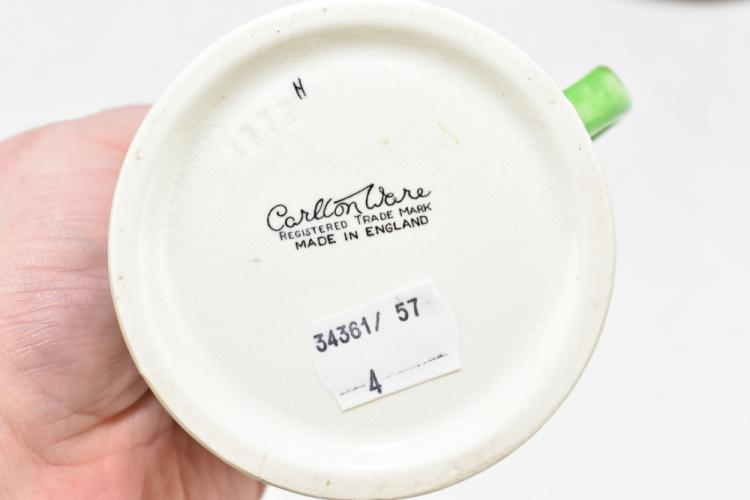 N
Carlton Ware
REGISTERED TRADE MARK
MADE IN ENGLAND
34361/ 57
4